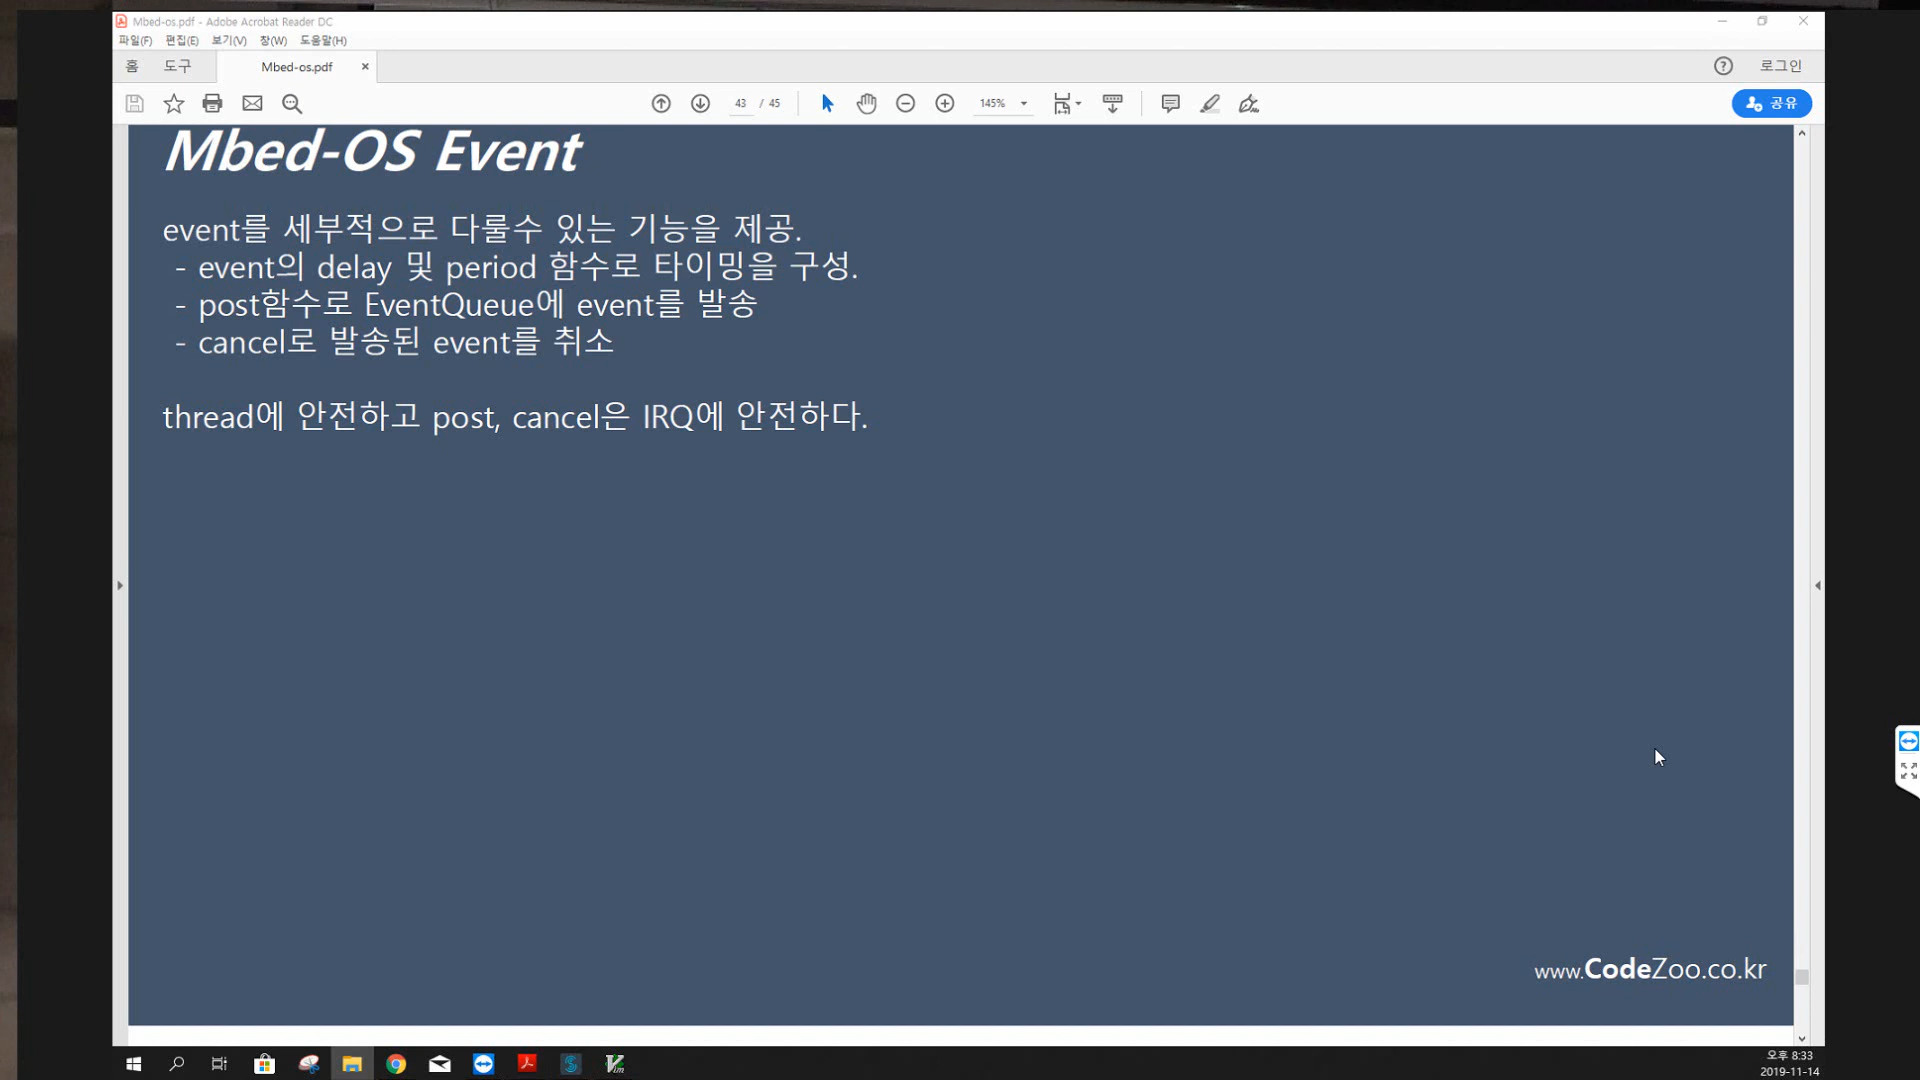 Mbed-os.pdf - Adobe Acrobat Reader DC
파일(F) 편집(E) 보기(V) 창(W) 도움말(H)
홈 도구 Mbed-os.pdf × 로그인
43 / 45 145% 공유
Mbed-OS Event
event를 세부적으로 다룰수 있는 기능을 제공.
- event의 delay 및 period 함수로 타이밍을 구성.
- post함수로 EventQueue에 event를 발송
- cancel로 발송된 event를 취소
thread에 안전하고 post, cancel은 IRQ에 안전하다.
www.CodeZoo.co.kr
오후 8:33
2019-11-14